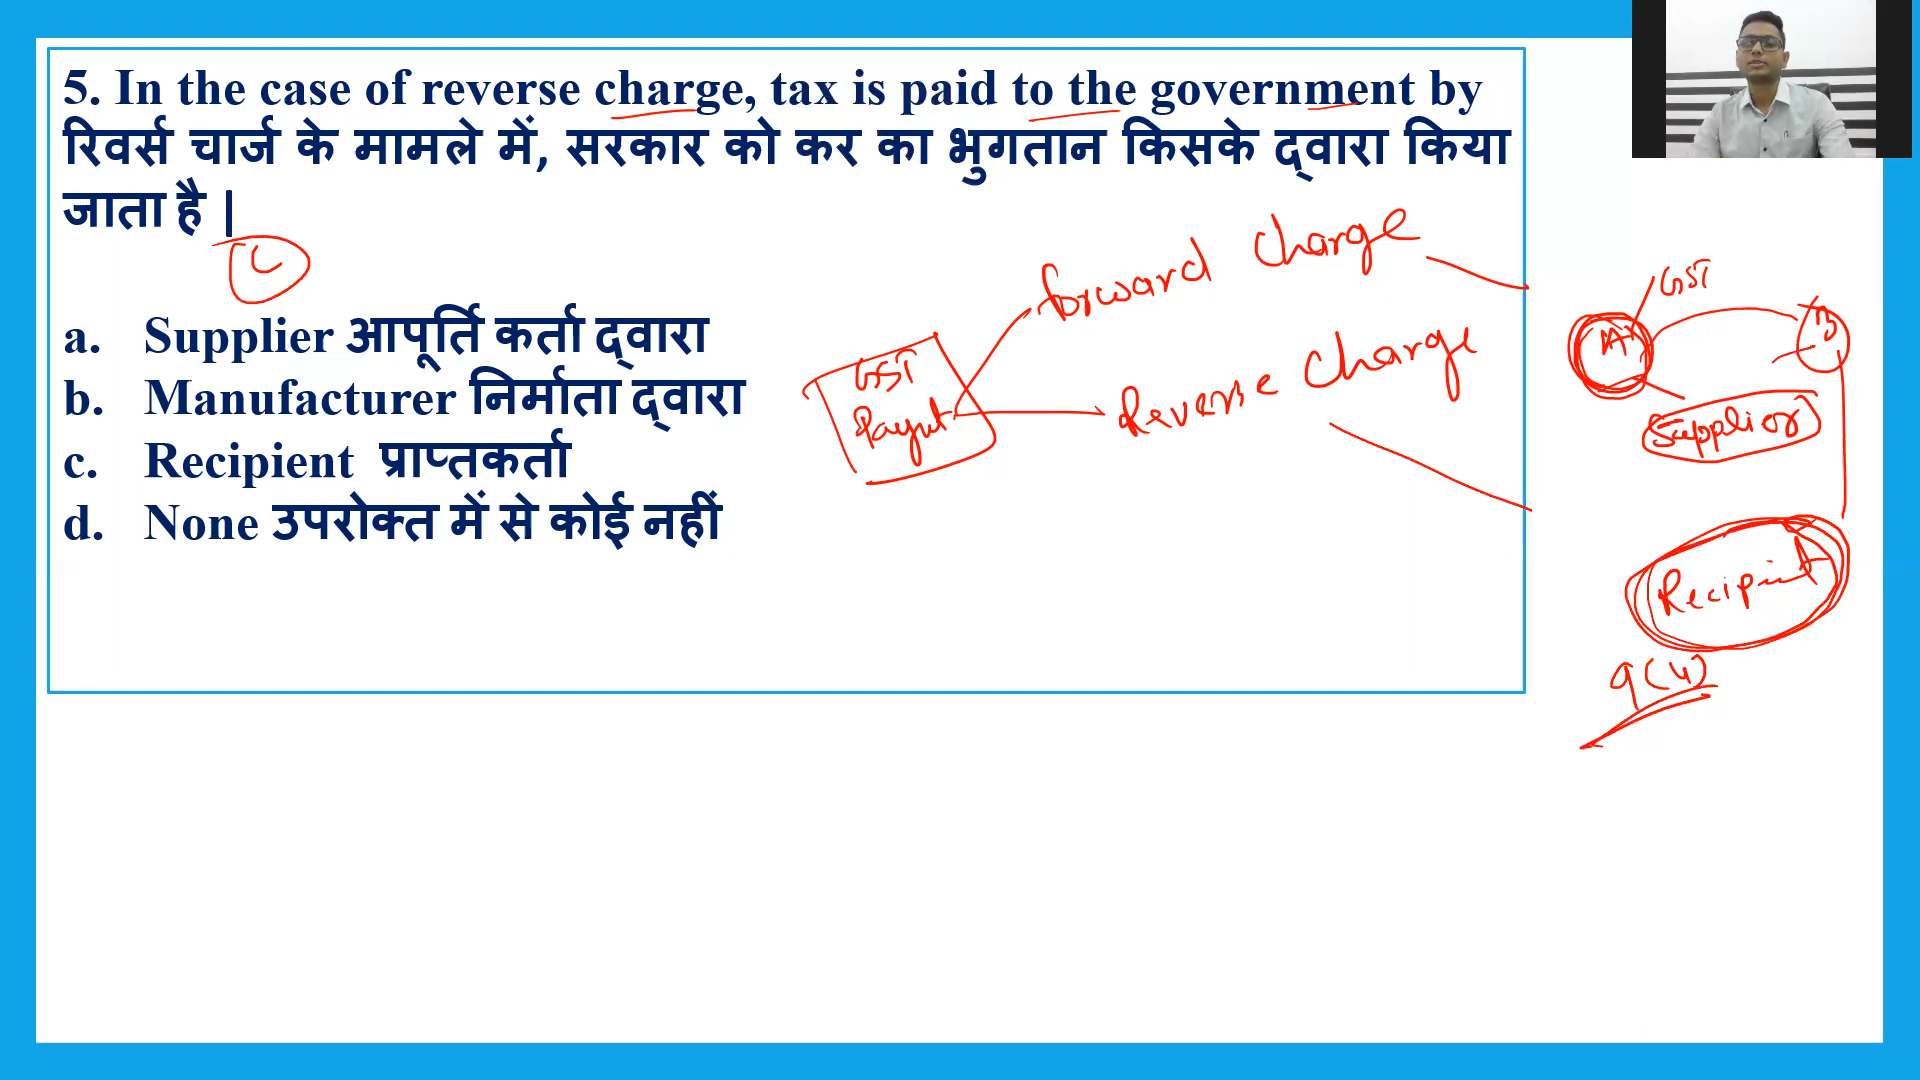 5. In the case of reverse charge, tax is paid to the government by
रिवर्स चार्ज के मामले में, सरकार को कर का भुगतान किसके द्वारा किया
जाता है |
C
a. Supplier आपूर्ति कर्ता द्वारा
b. Manufacturer निर्माता द्वारा
c. Recipient प्राप्तकर्ता
d. None उपरोक्त में से कोई नहीं
forward charge
GST
Reverse charge
GST
A
B
Supplier
Recipient
9(4)